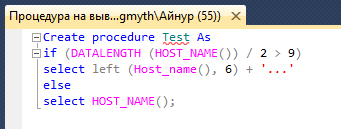 Процедура на выв...gmyth\Айнур (55))
Create procedure Test As
if (DATALENGTH (HOST_NAME()) / 2 > 9)
select left (Host_name(), 6) + '...'
else
select HOST_NAME();